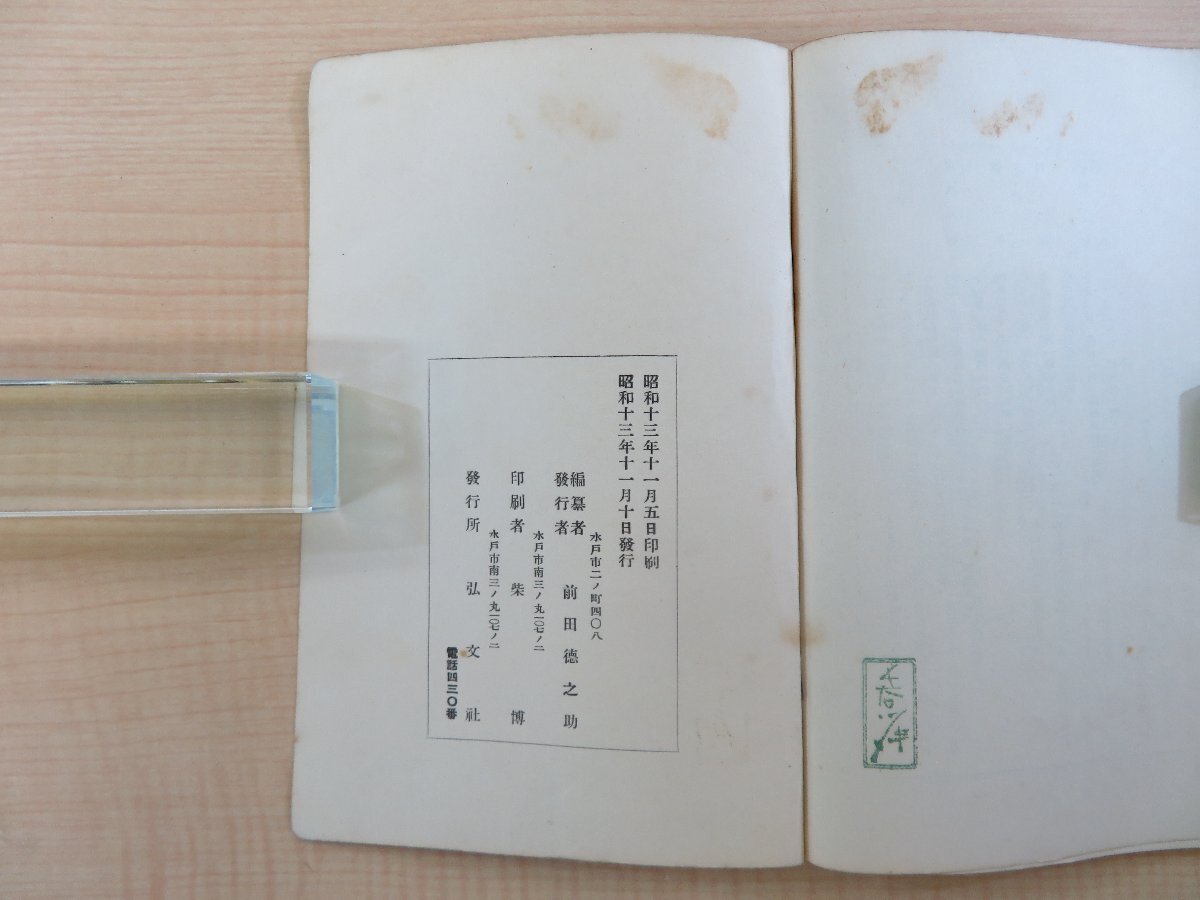 昭和十三年十一月五日印刷
昭和十三年十一月十日發行
水戸市二ノ町四〇八
編纂者
發行者 前田德之助
水戸市南三ノ丸一〇七ノ二
印刷者 柴博
水戸市南三ノ丸一〇七ノ二
發行所 弘文社
電話四三〇番